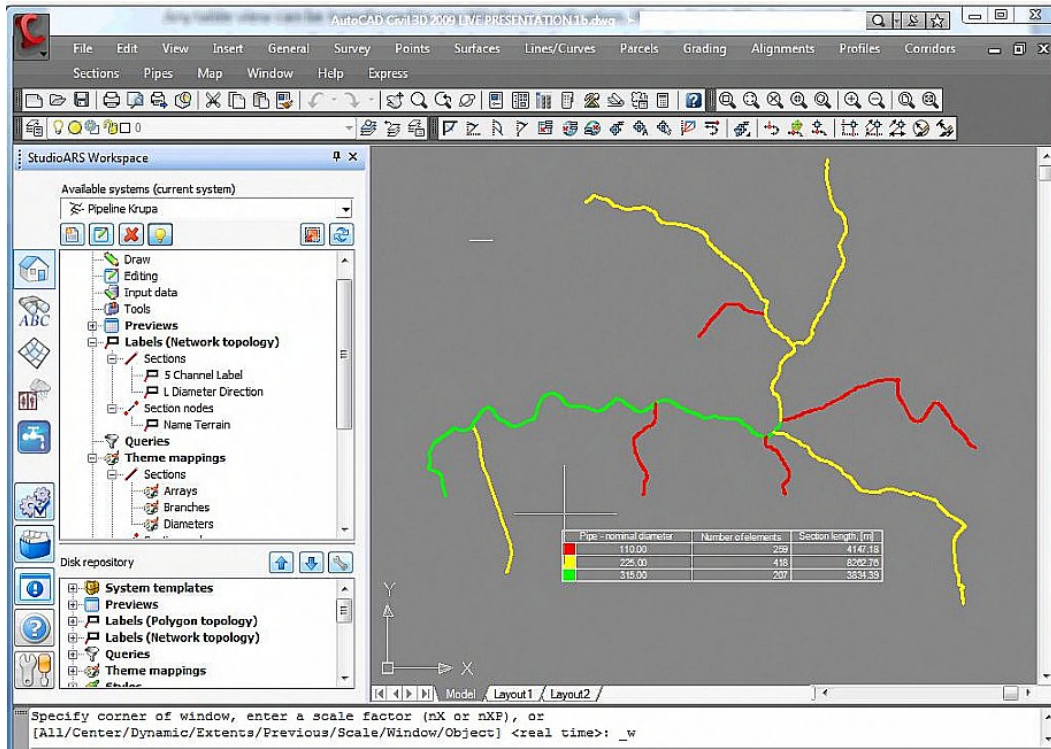 AutoCAD Civil 3D 2009 LIVE PRESENTATION 1b.dwg
File Edit View Insert General Survey Points Surfaces Lines/Curves Parcels Grading Alignments Profiles Corridors
Sections Pipes Map Window Help Express
0
StudioARS Workspace
Available systems (current system)
Pipeline Krupa
Draw
Editing
Input data
Tools
Previews
Labels (Network topology)
Sections
S Channel Label
L Diameter Direction
Section nodes
Name Terrain
Queries
Theme mappings
Sections
Arrays
Branches
Diameters
ABC
Disk repository
System templates
Previews
Labels (Polygon topology)
Labels (Network topology)
Queries
Theme mappings
Styles
Pipe - nominal diameter Number of elements Section length, [m]
110.00 259 4147.18
225.00 418 8262.76
315.00 207 3834.39
Y
X
Model Layout1 Layout2
Specify corner of window, enter a scale factor (nX or nXP), or
[All/Center/Dynamic/Extents/Previous/Scale/Window/Object] <real time>: _w